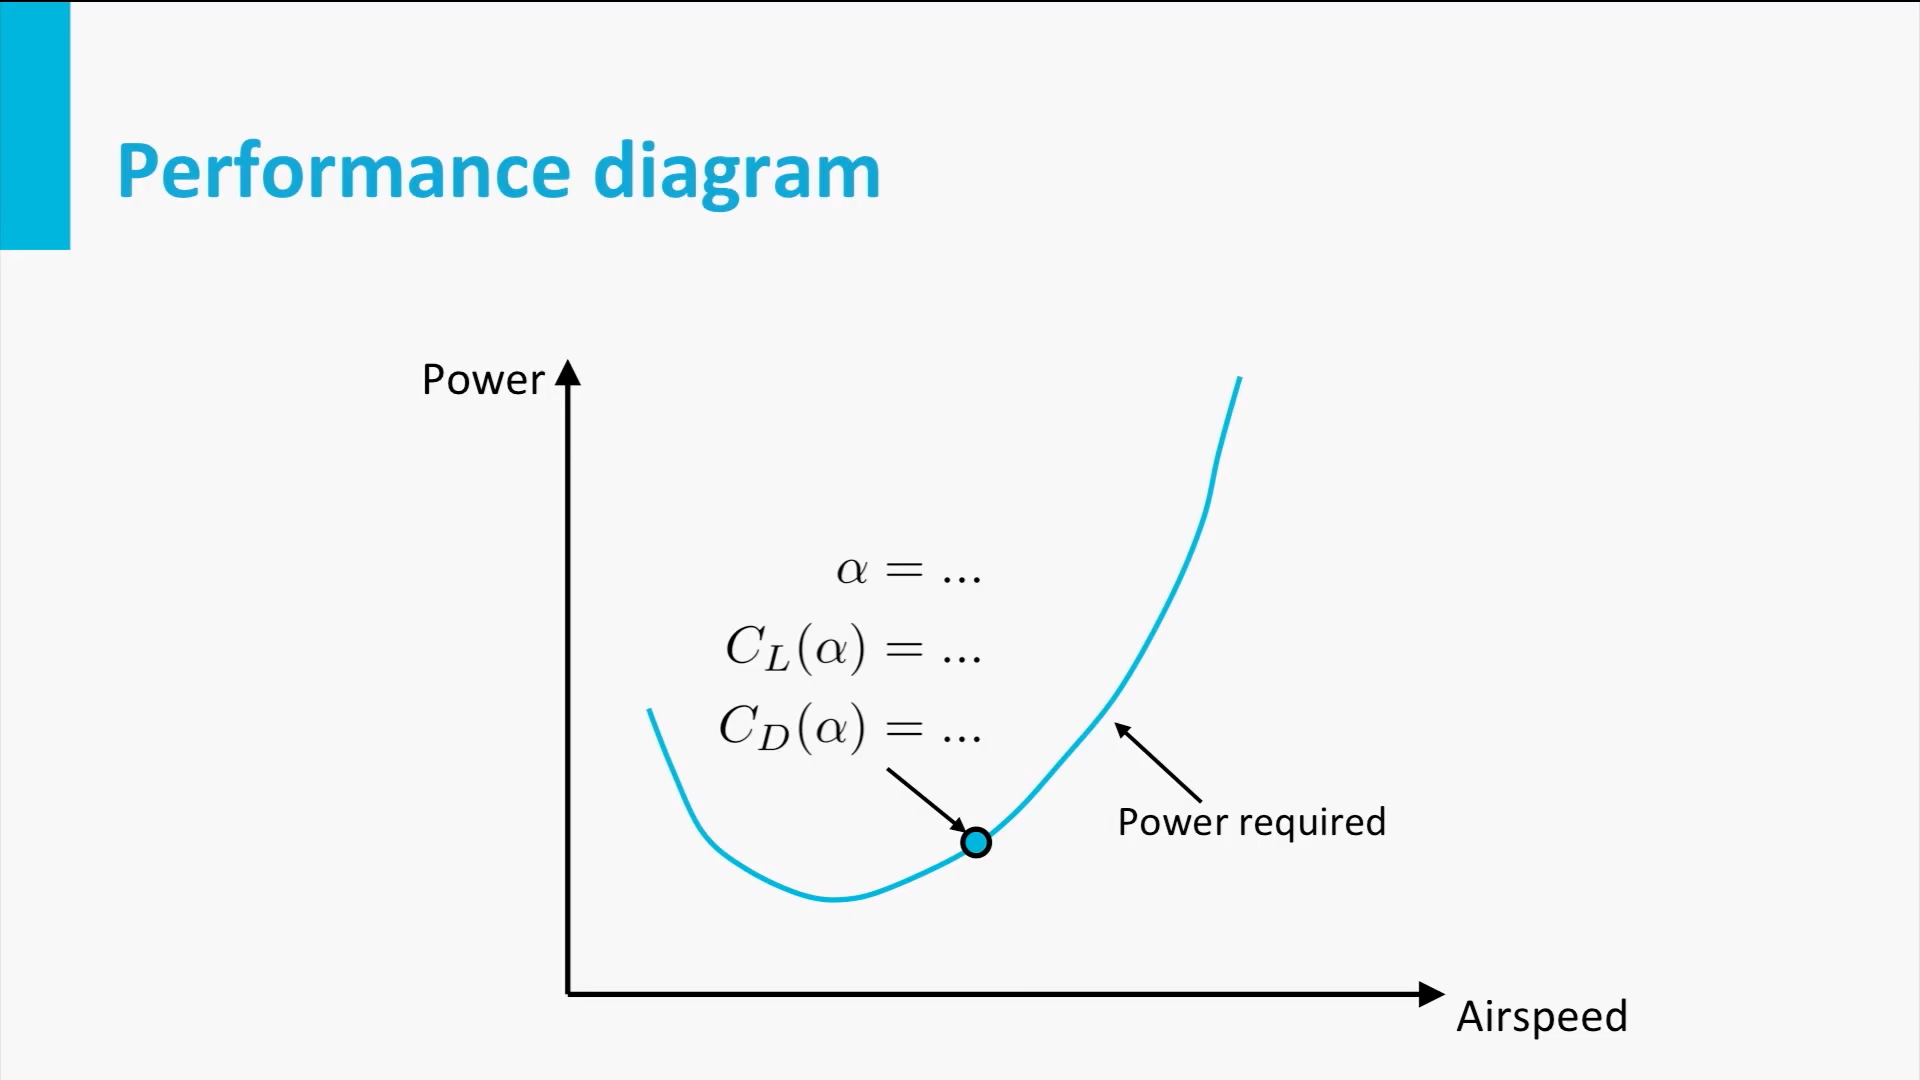 Performance diagram
Power
α = ...
C_L(α) = ...
C_D(α) = ...
Power required
Airspeed